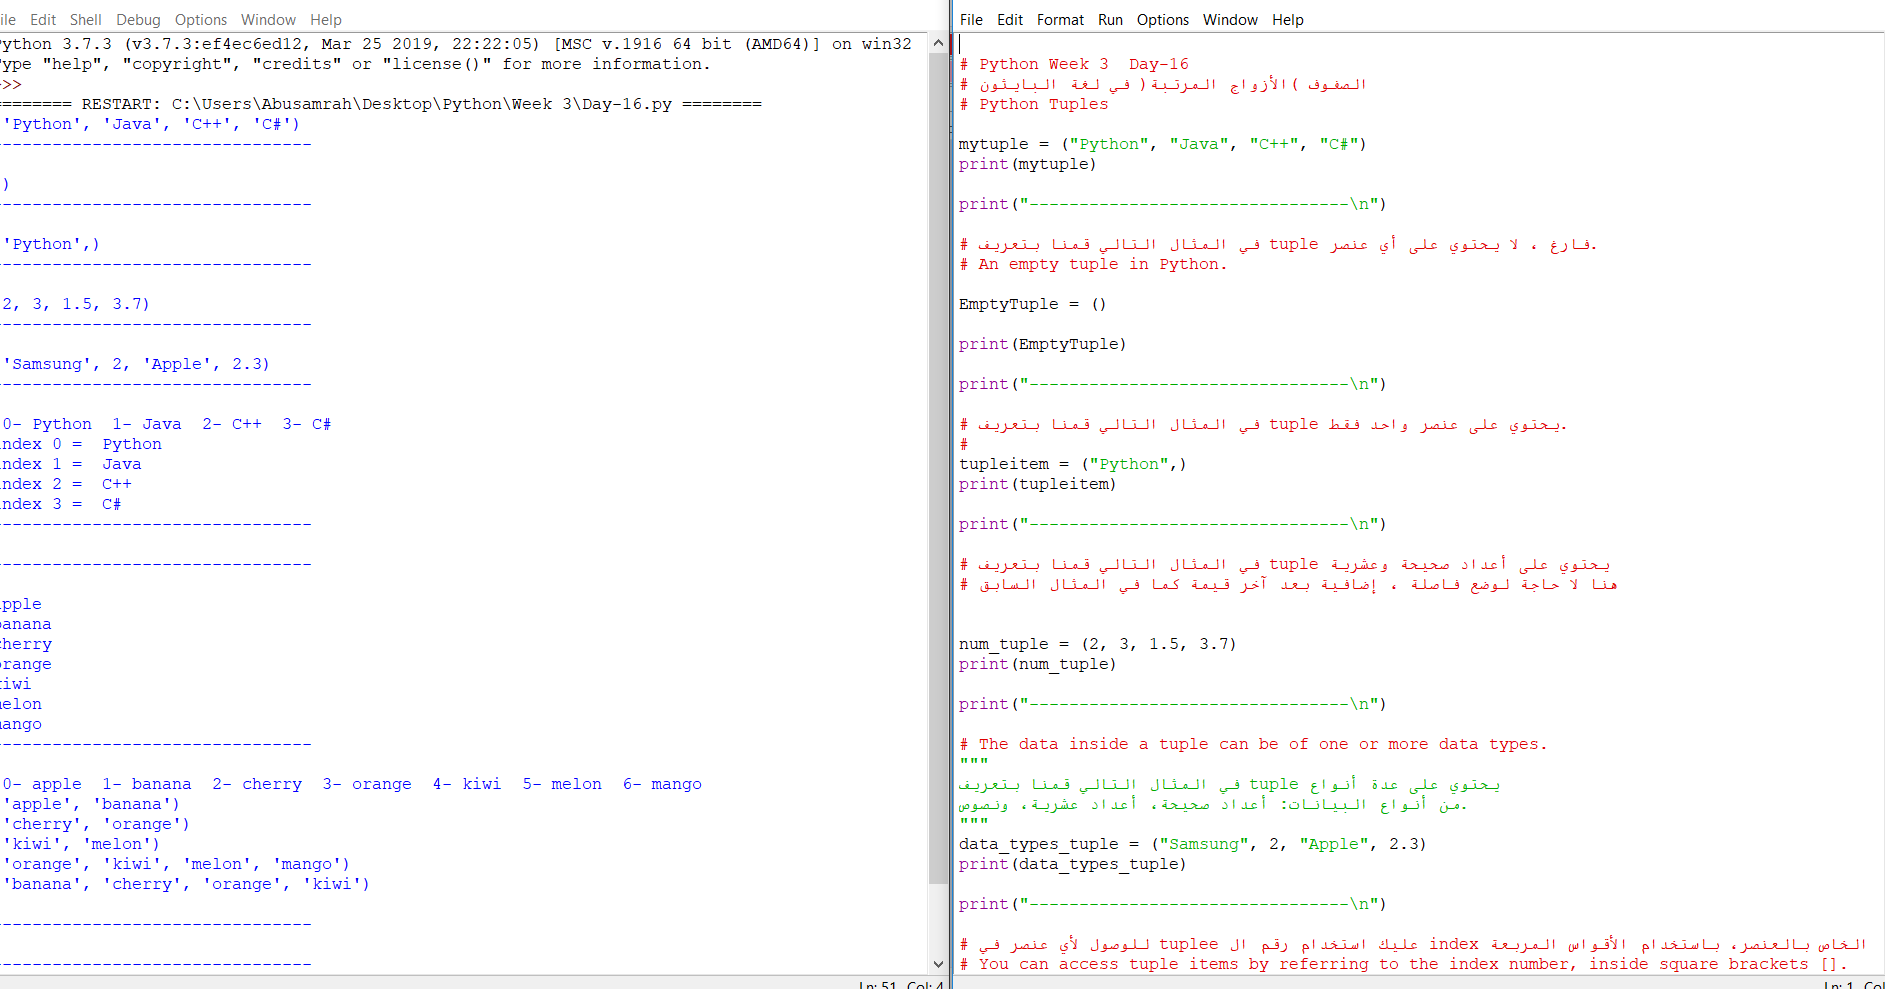 ile Edit Shell Debug Options Window Help
ython 3.7.3 (v3.7.3:ef4ec6ed12, Mar 25 2019, 22:22:05) [MSC v.1916 64 bit (AMD64)] on win32
ype "help", "copyright", "credits" or "license()" for more information.
>>>
======== RESTART: C:\Users\Abusamrah\Desktop\Python\Week 3\Day-16.py ========
'Python', 'Java', 'C++', 'C#')
-------------------------------
)
-------------------------------
'Python',)
-------------------------------
2, 3, 1.5, 3.7)
-------------------------------
'Samsung', 2, 'Apple', 2.3)
-------------------------------
0- Python  1- Java  2- C++  3- C#
ndex 0 =  Python
ndex 1 =  Java
ndex 2 =  C++
ndex 3 =  C#
-------------------------------
-------------------------------
pple
banana
cherry
orange
kiwi
melon
mango
-------------------------------
0- apple  1- banana  2- cherry  3- orange  4- kiwi  5- melon  6- mango
'apple', 'banana')
'cherry', 'orange')
'kiwi', 'melon')
'orange', 'kiwi', 'melon', 'mango')
'banana', 'cherry', 'orange', 'kiwi')
-------------------------------
-------------------------------
Ln: 51 Col: 4
File Edit Format Run Options Window Help
# Python Week 3  Day-16
# الصفوف )الأزواج المرتبة( في لغة البايثون
# Python Tuples
mytuple = ("Python", "Java", "C++", "C#")
print(mytuple)
print("--------------------------------\n")
# في المثال التالي قمنا بتعريف tuple فارغ ، لا يحتوي على أي عنصر.
# An empty tuple in Python.
EmptyTuple = ()
print(EmptyTuple)
print("--------------------------------\n")
# في المثال التالي قمنا بتعريف tuple يحتوي على عنصر واحد فقط.
#
tupleitem = ("Python",)
print(tupleitem)
print("--------------------------------\n")
# في المثال التالي قمنا بتعريف tuple يحتوي على أعداد صحيحة وعشرية
# هنا لا حاجة لوضع فاصلة ، إضافية بعد آخر قيمة كما في المثال السابق
num_tuple = (2, 3, 1.5, 3.7)
print(num_tuple)
print("--------------------------------\n")
# The data inside a tuple can be of one or more data types.
"""
في المثال التالي قمنا بتعريف tuple يحتوي على عدة أنواع
من أنواع البيانات: أعداد صحيحة، أعداد عشرية، ونصوص.
"""
data_types_tuple = ("Samsung", 2, "Apple", 2.3)
print(data_types_tuple)
print("--------------------------------\n")
# للوصول لأي عنصر في tuplee عليك استخدام رقم ال index الخاص بالعنصر، باستخدام الأقواس المربعة
# You can access tuple items by referring to the index number, inside square brackets [].
Ln: 1 Col